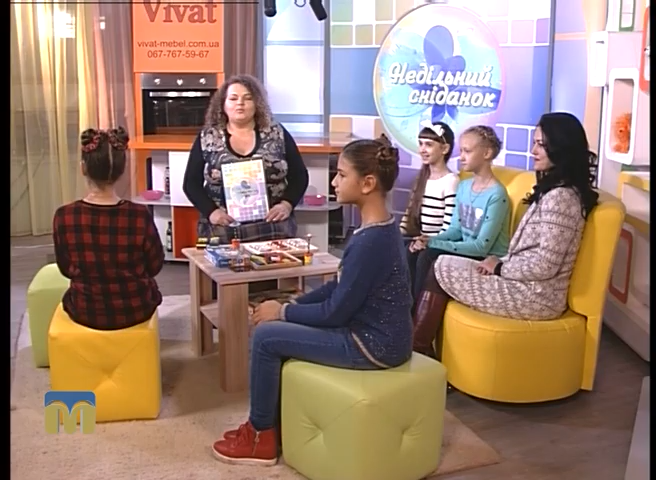 Vivat
vivat-mebel.com.ua
067-767-59-67
Недільний
сніданок
M